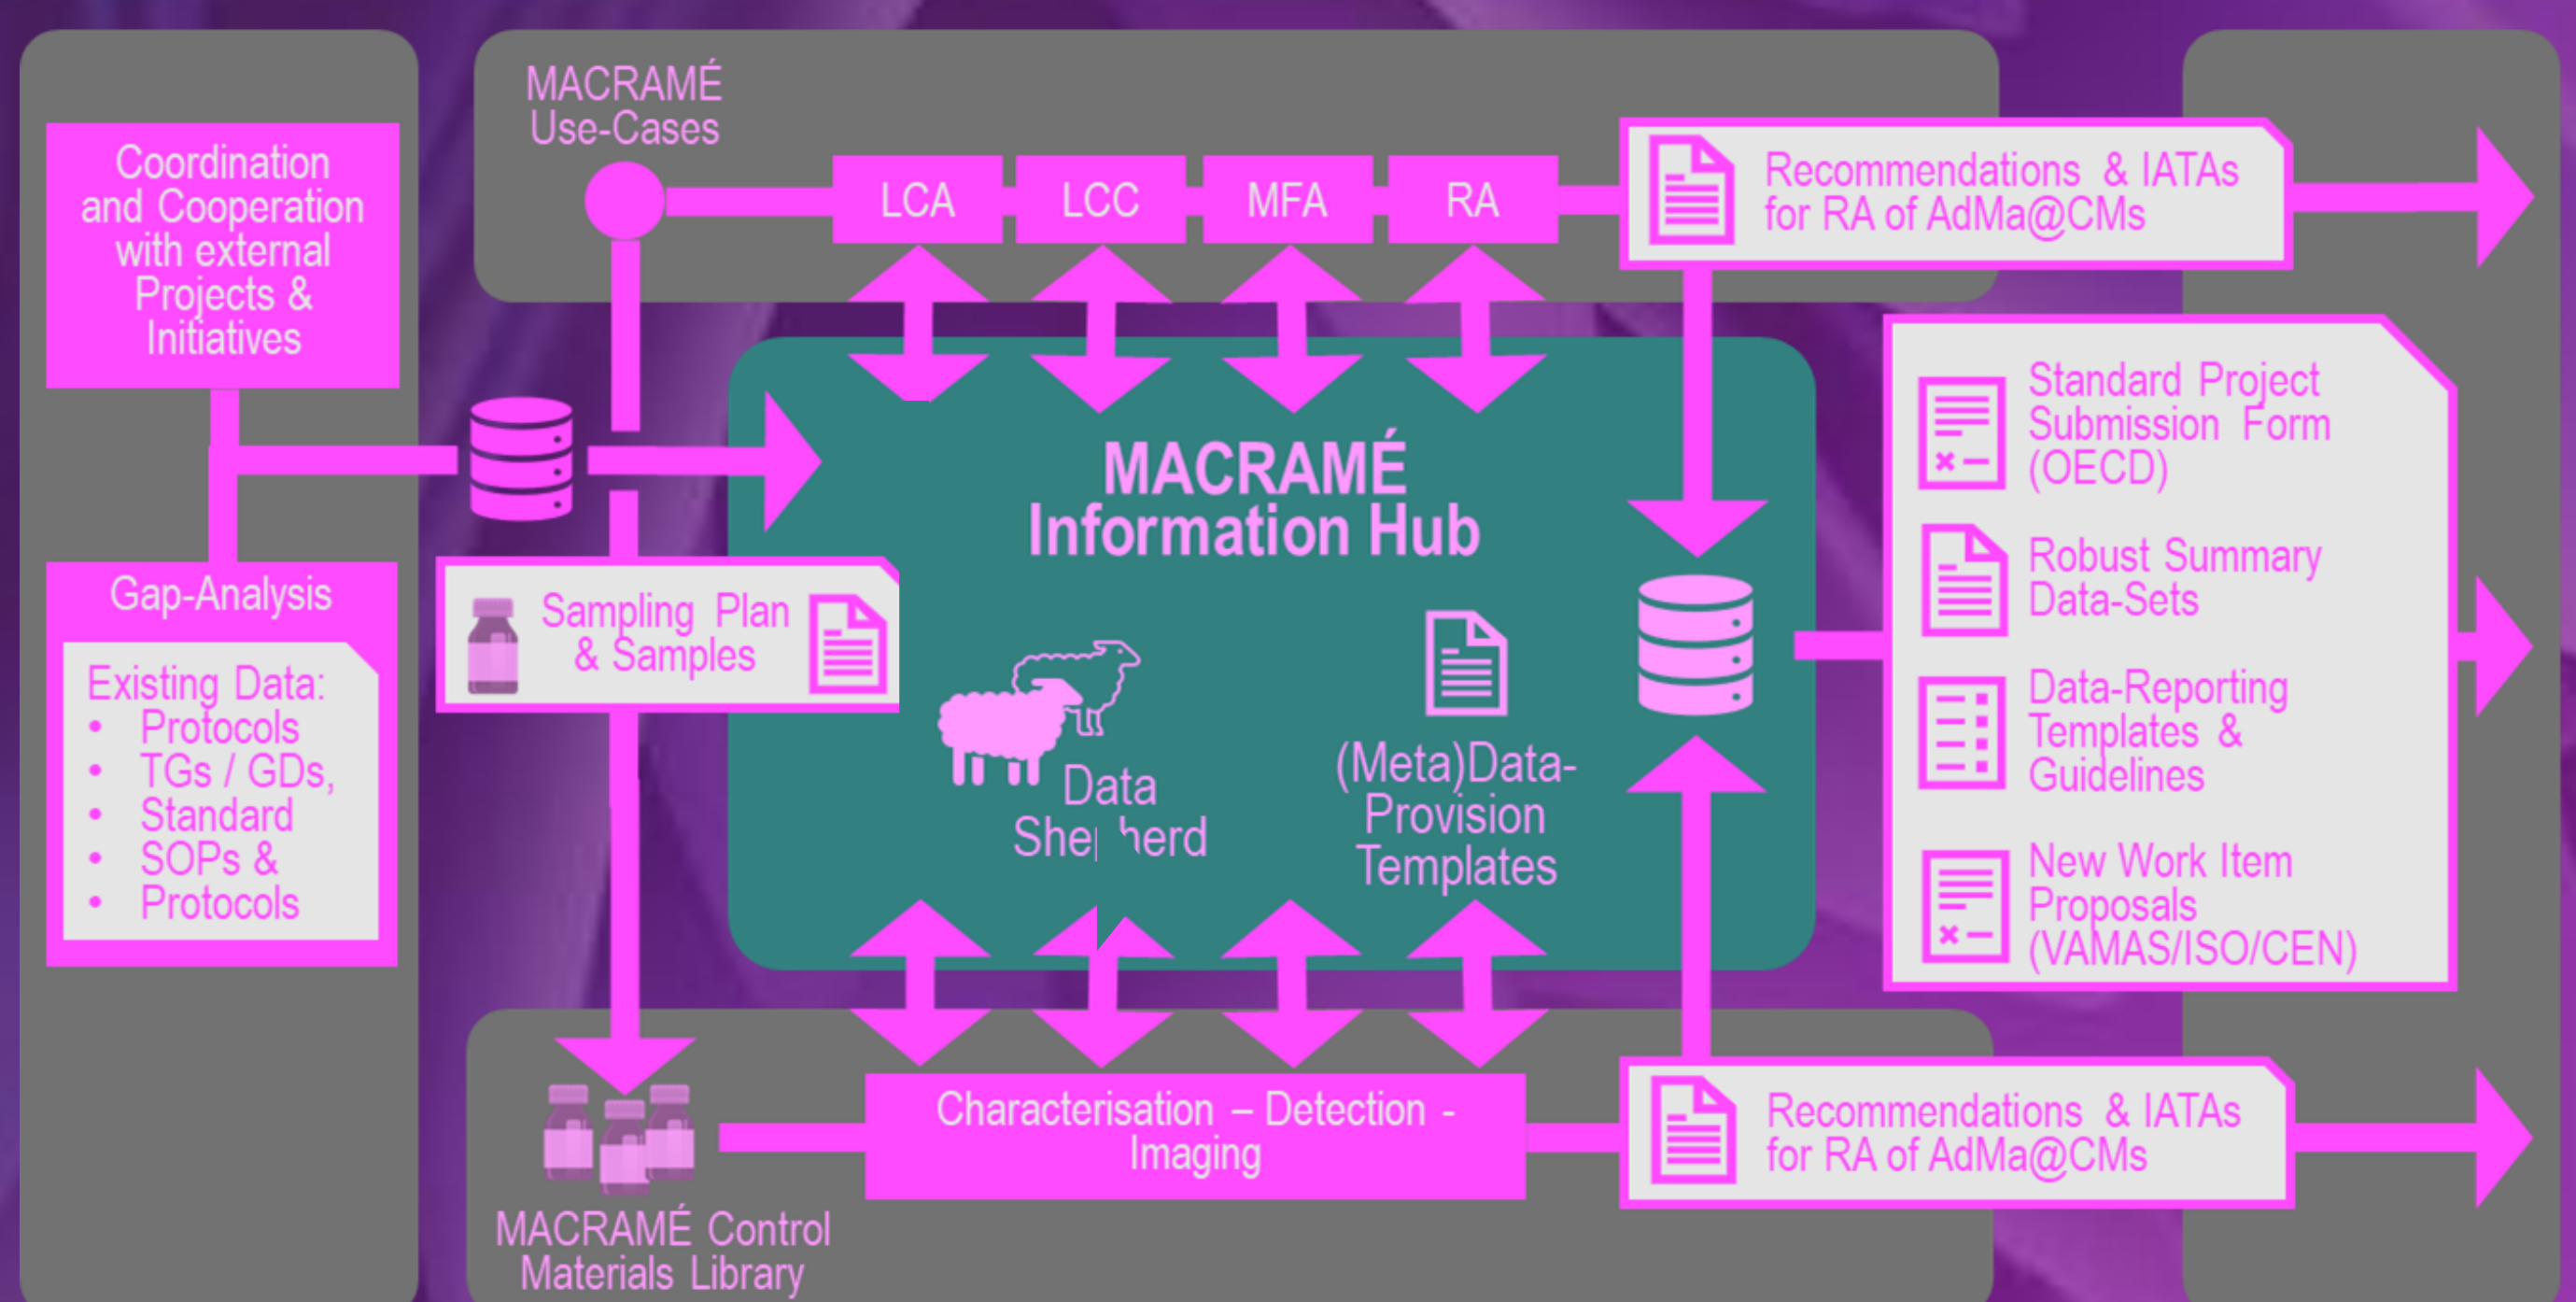 Coordination
and Cooperation
with external
Projects &
Initiatives
Gap-Analysis
Existing Data:
• Protocols
• TGs / GDs,
• Standard
• SOPs &
• Protocols
MACRAMÉ
Use-Cases
LCA
LCC
MFA
RA
Recommendations & IATAs
for RA of AdMa@CMs
Sampling Plan
& Samples
MACRAMÉ
Information Hub
Data
Shepherd
(Meta)Data-
Provision
Templates
Standard Project
Submission Form
(OECD)
Robust Summary
Data-Sets
Data-Reporting
Templates &
Guidelines
New Work Item
Proposals
(VAMAS/ISO/CEN)
MACRAMÉ Control
Materials Library
Characterisation – Detection -
Imaging
Recommendations & IATAs
for RA of AdMa@CMs